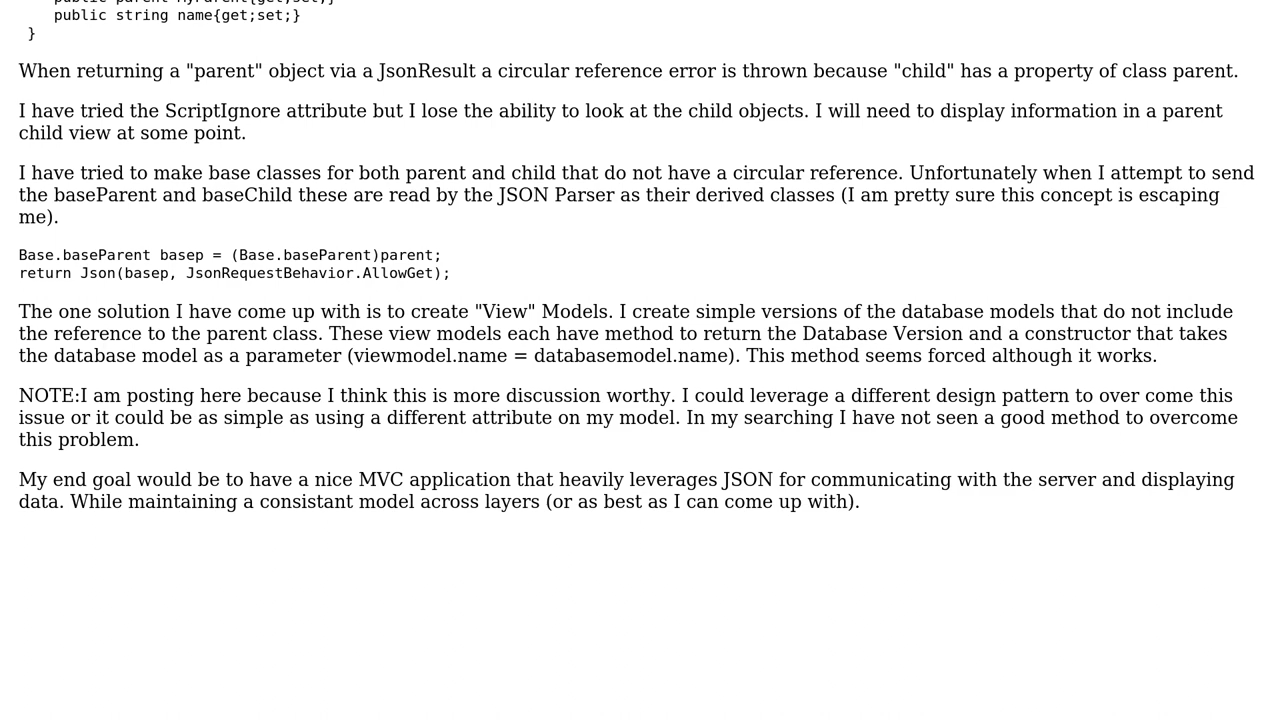 public parent MyParent{get;set;}
public string name{get;set;}
}
When returning a "parent" object via a JsonResult a circular reference error is thrown because "child" has a property of class parent.
I have tried the ScriptIgnore attribute but I lose the ability to look at the child objects. I will need to display information in a parent
child view at some point.
I have tried to make base classes for both parent and child that do not have a circular reference. Unfortunately when I attempt to send
the baseParent and baseChild these are read by the JSON Parser as their derived classes (I am pretty sure this concept is escaping
me).
Base.baseParent basep = (Base.baseParent)parent;
return Json(basep, JsonRequestBehavior.AllowGet);
The one solution I have come up with is to create "View" Models. I create simple versions of the database models that do not include
the reference to the parent class. These view models each have method to return the Database Version and a constructor that takes
the database model as a parameter (viewmodel.name = databasemodel.name). This method seems forced although it works.
NOTE:I am posting here because I think this is more discussion worthy. I could leverage a different design pattern to over come this
issue or it could be as simple as using a different attribute on my model. In my searching I have not seen a good method to overcome
this problem.
My end goal would be to have a nice MVC application that heavily leverages JSON for communicating with the server and displaying
data. While maintaining a consistant model across layers (or as best as I can come up with).